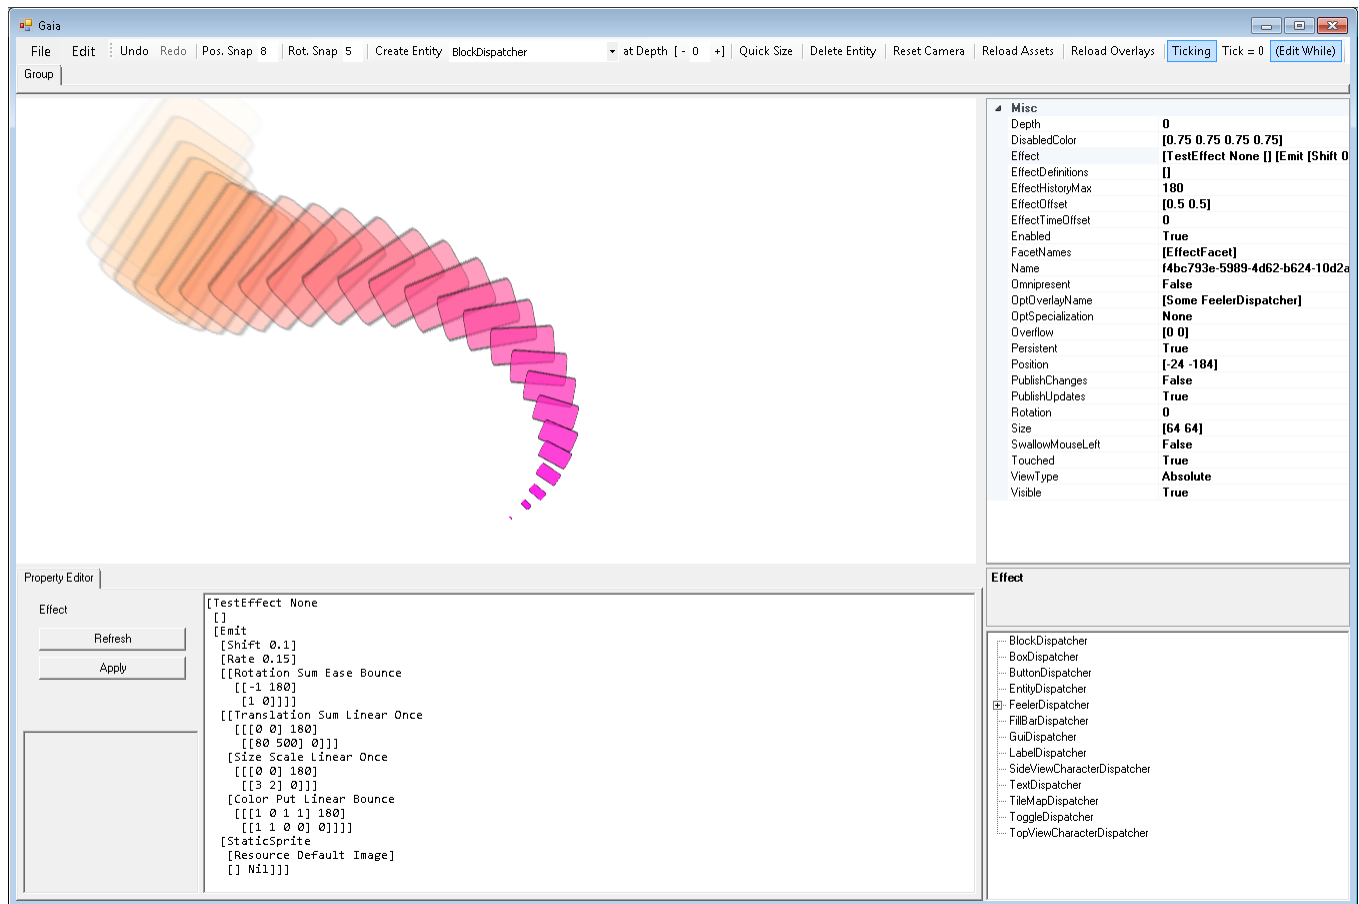 Gaia
File Edit Undo Redo Pos. Snap 8 Rot. Snap 5 Create Entity BlockDispatcher at Depth [ - 0 +] Quick Size Delete Entity Reset Camera Reload Assets Reload Overlays Ticking Tick = 0 (Edit While)
Group
Misc
Depth 0
DisabledColor [0.75 0.75 0.75 0.75]
Effect [TestEffect None [] [Emit [Shift 0
EffectDefinitions []
EffectHistoryMax 180
EffectOffset [0.5 0.5]
EffectTimeOffset 0
Enabled True
FacetNames [EffectFacet]
Name f4bc793e-5989-4d62-b624-10d2a
Omnipresent False
OptOverlayName [Some FeelerDispatcher]
OptSpecialization None
Overflow [0 0]
Persistent True
Position [-24 -184]
PublishChanges False
PublishUpdates True
Rotation 0
Size [64 64]
SwallowMouseLeft False
Touched True
ViewType Absolute
Visible True
Property Editor
Effect
Refresh
Apply
[TestEffect None
[]
[Emit
[Shift 0.1]
[Rate 0.15]
[[Rotation Sum Ease Bounce
[[-1 180]
[1 0]]]]
[[Translation Sum Linear Once
[[[0 0] 180]
[[80 500] 0]]]
[Size Scale Linear Once
[[[0 0] 180]
[[3 2] 0]]]
[Color Put Linear Bounce
[[[1 0 1 1] 180]
[[1 1 0 0] 0]]]]
[StaticSprite
[Resource Default Image]
[] Nil]]]
Effect
BlockDispatcher
BoxDispatcher
ButtonDispatcher
EntityDispatcher
FeelerDispatcher
FillBarDispatcher
GuiDispatcher
LabelDispatcher
SideViewCharacterDispatcher
TextDispatcher
TileMapDispatcher
ToggleDispatcher
TopViewCharacterDispatcher